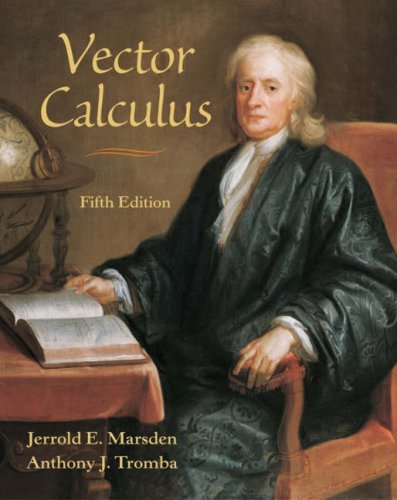 Vector
Calculus
Fifth Edition
Jerrold E. Marsden
Anthony J. Tromba